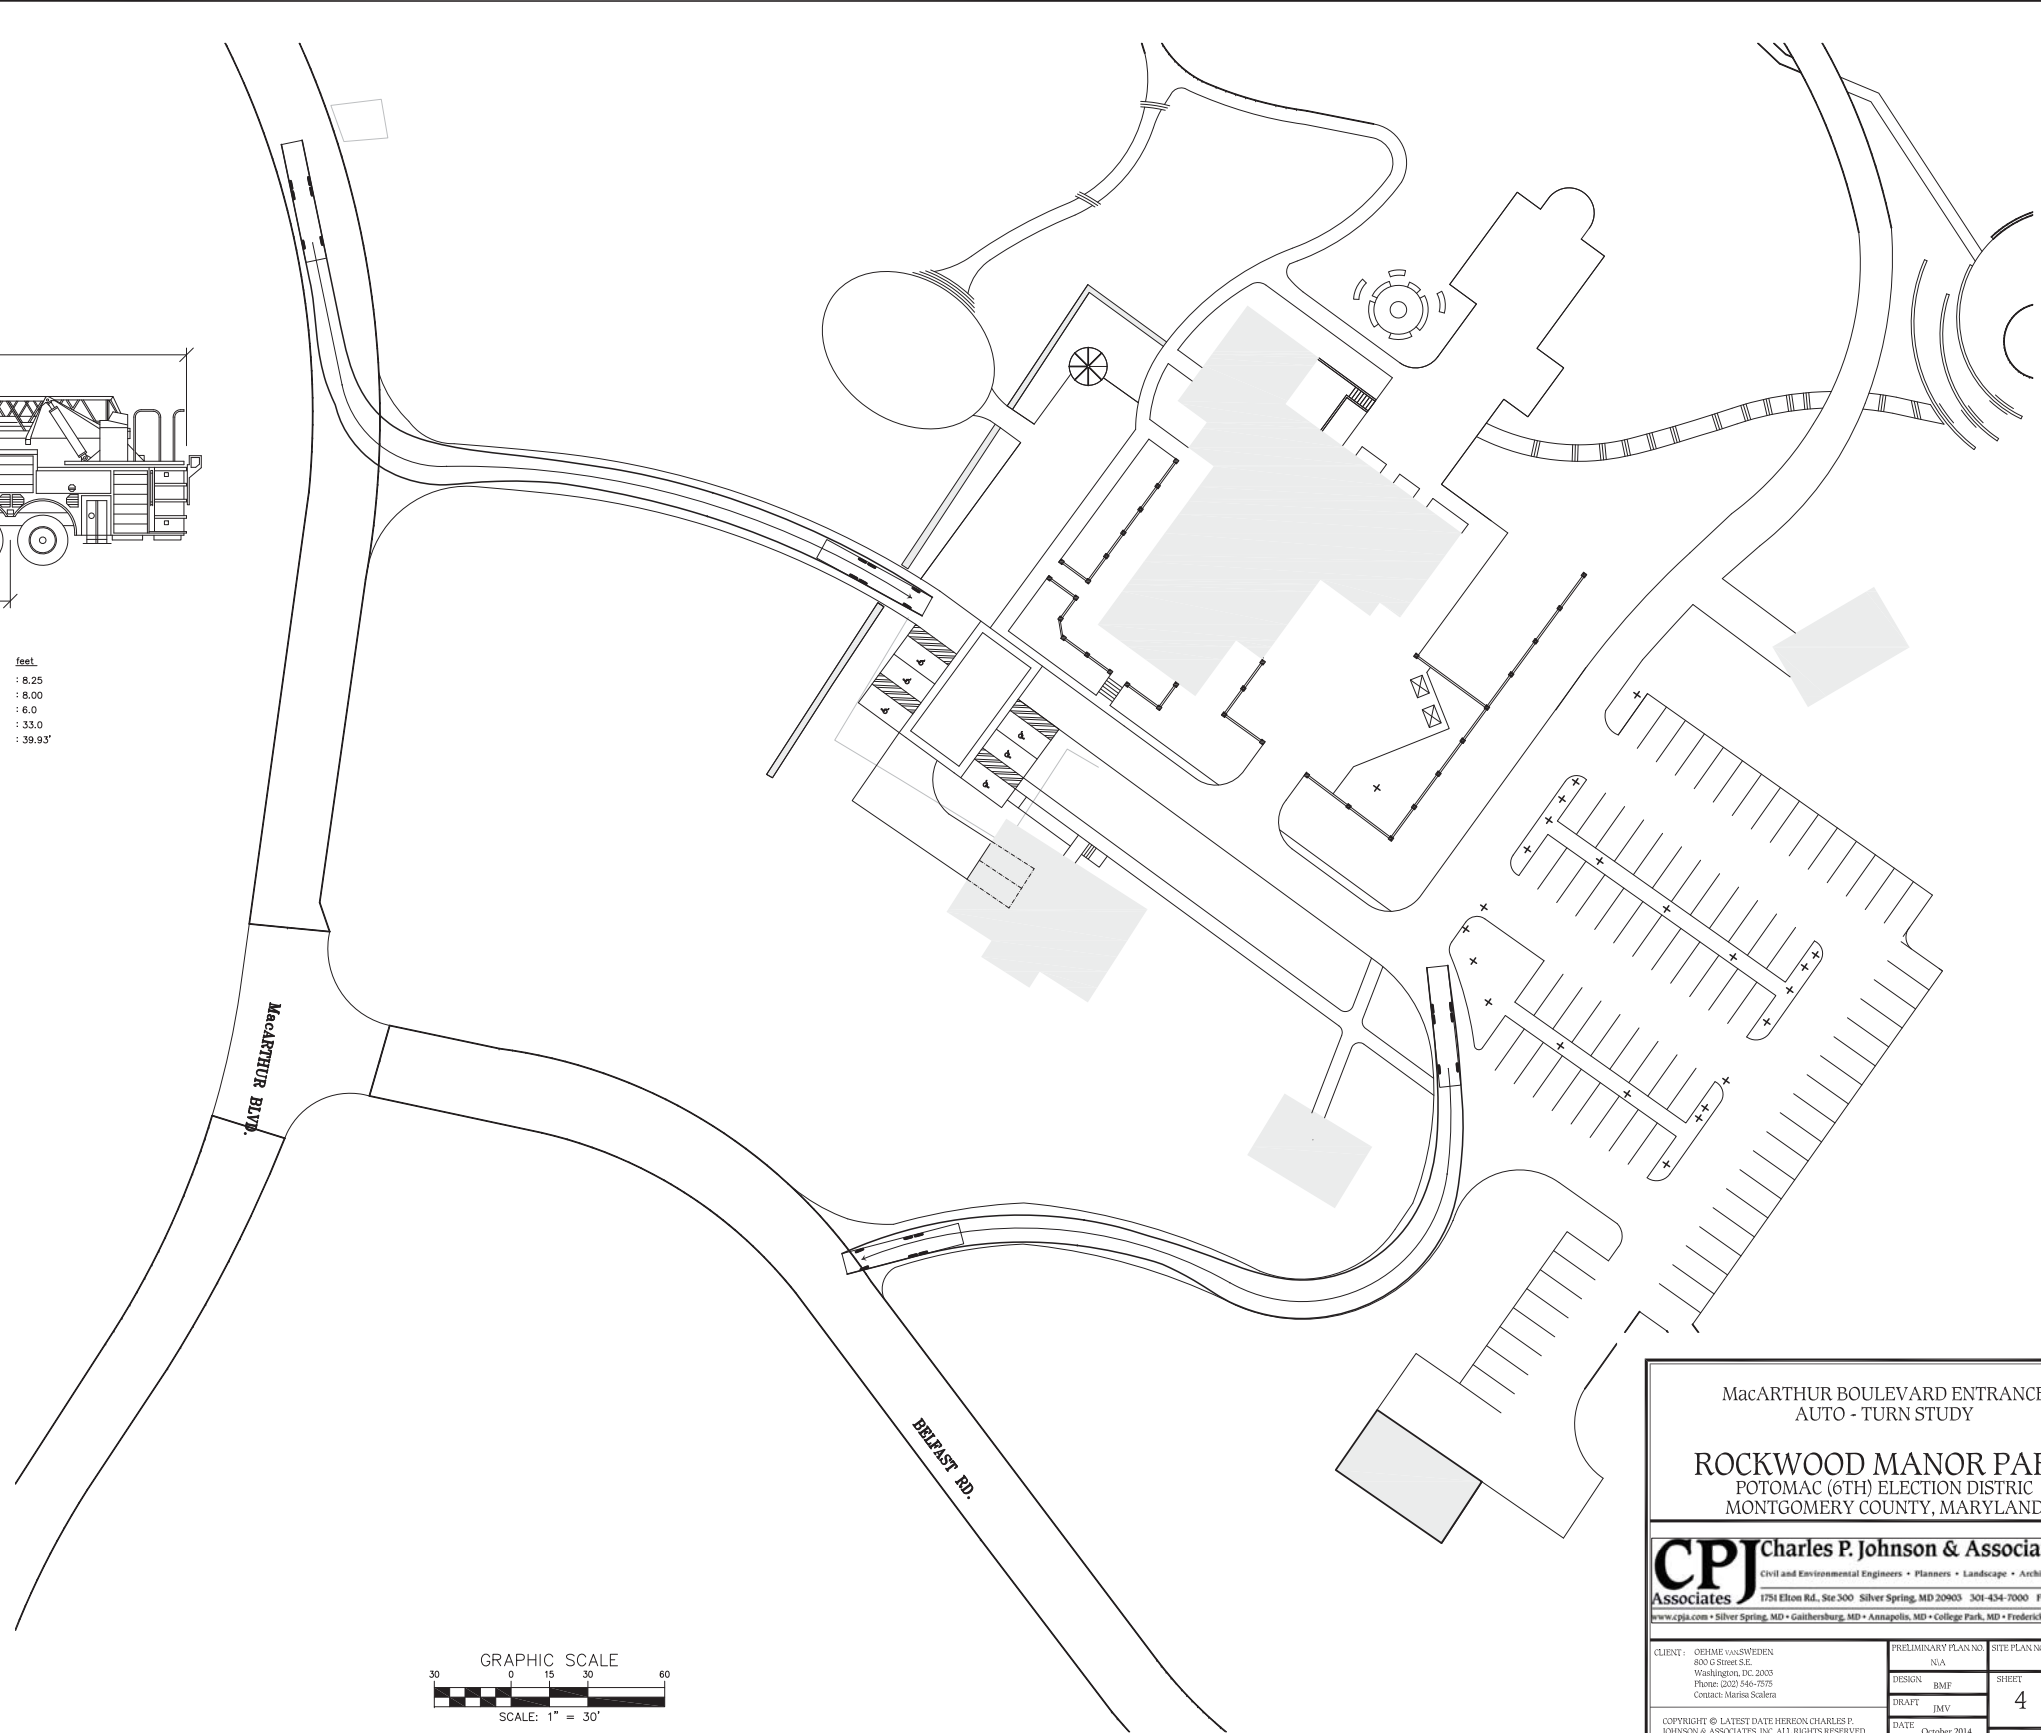 feet
: 8.25
: 8.00
: 6.0
: 33.0
: 39.93'
MacARTHUR BLVD.
BELFAST RD.
GRAPHIC SCALE
30 0 15 30 60
SCALE: 1" = 30'
MacARTHUR BOULEVARD ENTRANCE
AUTO - TURN STUDY
ROCKWOOD MANOR PAR
POTOMAC (6TH) ELECTION DISTRIC
MONTGOMERY COUNTY, MARYLAND
CPJ Charles P. Johnson & Associa
Civil and Environmental Engineers • Planners • Landscape • Archi
Associates 1751 Elton Rd., Ste 300 Silver Spring, MD 20903 301-434-7000 F
www.cpja.com • Silver Spring, MD • Gaithersburg, MD • Annapolis, MD • College Park, MD • Frederick
CLIENT : OEHME vanSWEDEN
800 G Street S.E.
Washington, DC. 2003
Phone: (202) 546-7575
Contact: Marisa Scalera
PRELIMINARY PLAN NO.
N\A
SITE PLAN N
DESIGN
BMF
SHEET
4
DRAFT
JMV
DATE
October 2014
COPYRIGHT © LATEST DATE HEREON CHARLES P.
JOHNSON & ASSOCIATES, INC. ALL RIGHTS RESERVED